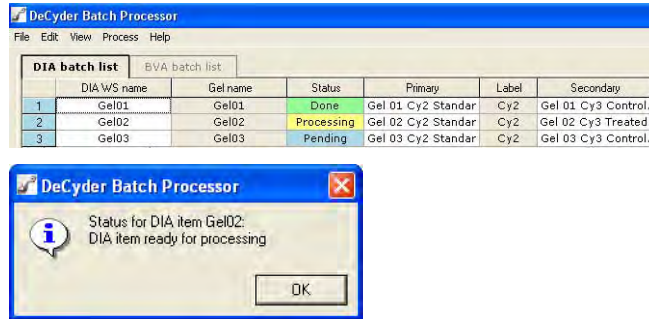 DeCyder Batch Processor
File Edit View Process Help
DIA batch list BVA batch list
DIA WS name Gel name Status Primary Label Secondary
1 Gel01 Gel01 Done Gel 01 Cy2 Standar Cy2 Gel 01 Cy3 Control.
2 Gel02 Gel02 Processing Gel 02 Cy2 Standar Cy2 Gel 02 Cy3 Treated
3 Gel03 Gel03 Pending Gel 03 Cy2 Standar Cy2 Gel 03 Cy3 Control.
DeCyder Batch Processor
Status for DIA item Gel02:
DIA item ready for processing
OK